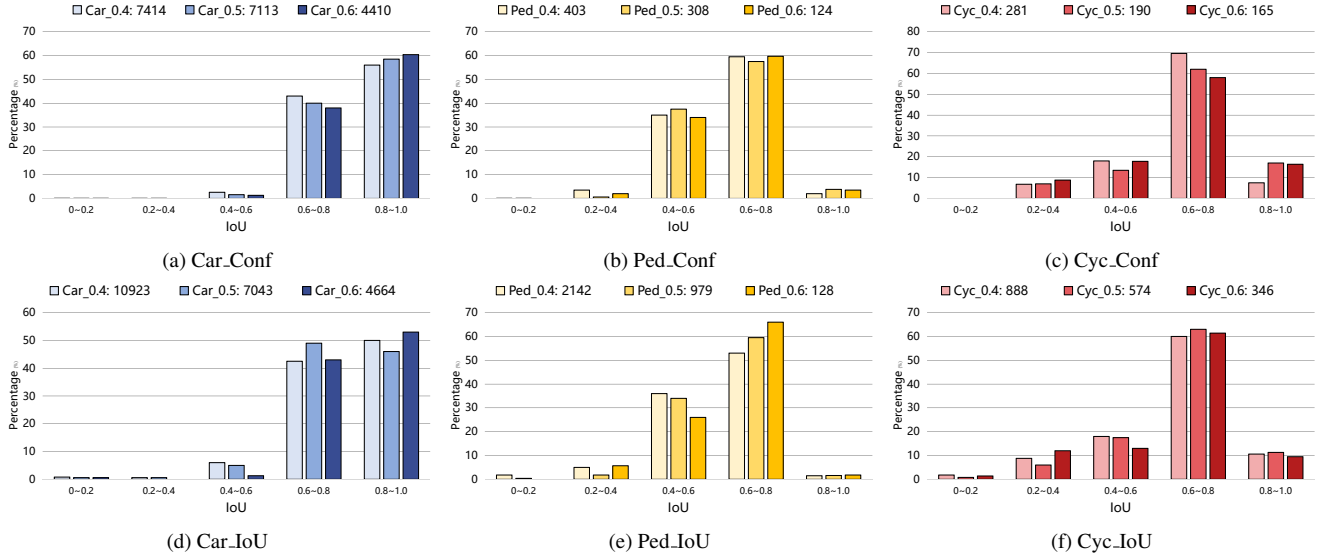 Car_0.4: 7414 Car_0.5: 7113 Car_0.6: 4410
70
60
50
40
30
20
10
0
Percentage (%)
0~0.2 0.2~0.4 0.4~0.6 0.6~0.8 0.8~1.0
IoU
(a) Car_Conf
Ped_0.4: 403 Ped_0.5: 308 Ped_0.6: 124
70
60
50
40
30
20
10
0
Percentage (%)
0~0.2 0.2~0.4 0.4~0.6 0.6~0.8 0.8~1.0
IoU
(b) Ped_Conf
Cyc_0.4: 281 Cyc_0.5: 190 Cyc_0.6: 165
80
70
60
50
40
30
20
10
0
Percentage (%)
0~0.2 0.2~0.4 0.4~0.6 0.6~0.8 0.8~1.0
IoU
(c) Cyc_Conf
Car_0.4: 10923 Car_0.5: 7043 Car_0.6: 4664
60
50
40
30
20
10
0
Percentage (%)
0~0.2 0.2~0.4 0.4~0.6 0.6~0.8 0.8~1.0
IoU
(d) Car_IoU
Ped_0.4: 2142 Ped_0.5: 979 Ped_0.6: 128
70
60
50
40
30
20
10
0
Percentage (%)
0~0.2 0.2~0.4 0.4~0.6 0.6~0.8 0.8~1.0
IoU
(e) Ped_IoU
Cyc_0.4: 888 Cyc_0.5: 574 Cyc_0.6: 346
70
60
50
40
30
20
10
0
Percentage (%)
0~0.2 0.2~0.4 0.4~0.6 0.6~0.8 0.8~1.0
IoU
(f) Cyc_IoU